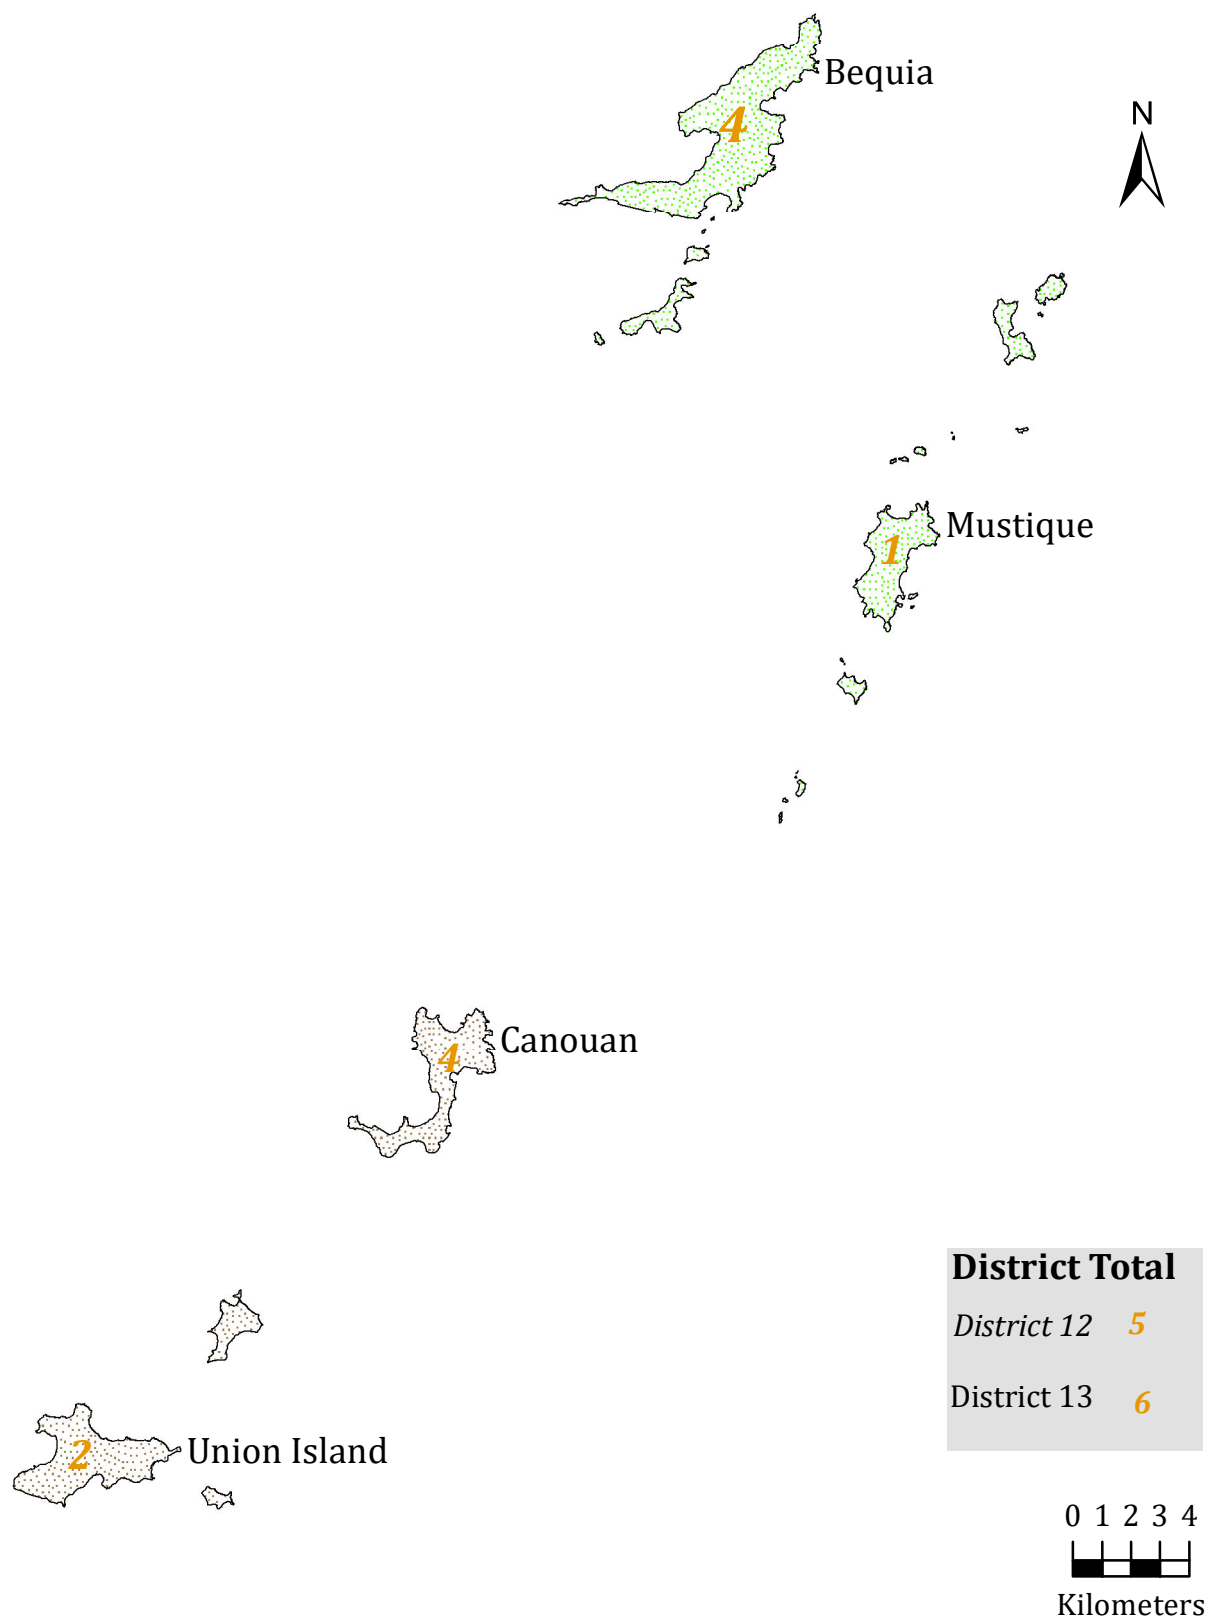 Bequia
4
N
Mustique
1
Canouan
4
District Total
District 12 5
District 13 6
Union Island
2
0 1 2 3 4
Kilometers